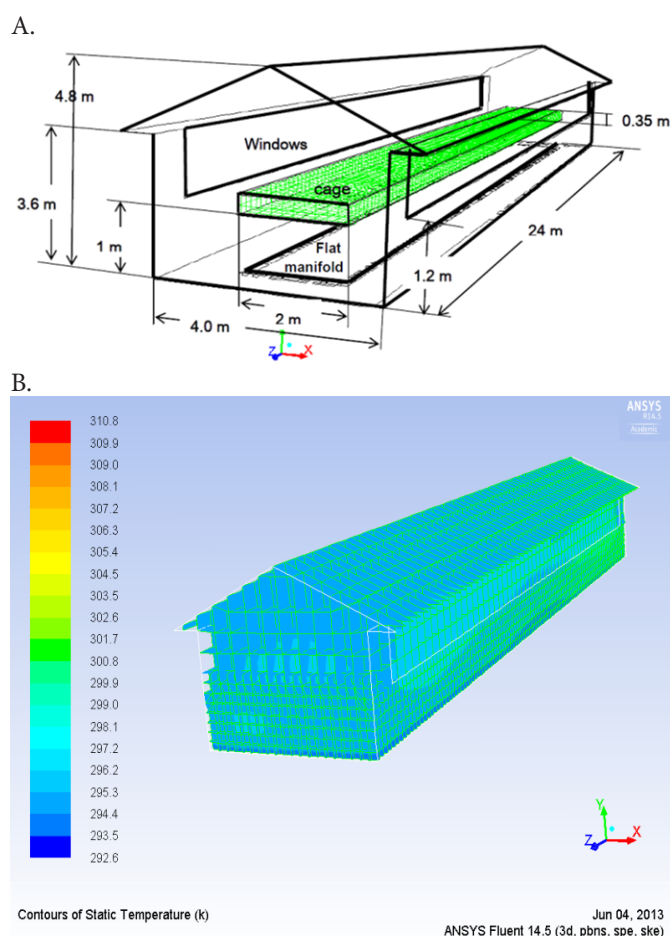 A.
4.8 m
3.6 m
1 m
Windows
cage
Flat
manifold
0.35 m
24 m
1.2 m
4.0 m
2 m
Z
X
B.
ANSYS
R14.5
Academic
310.8
309.9
309.0
308.1
307.2
306.3
305.4
304.5
303.5
302.6
301.7
300.8
299.9
299.0
298.1
297.2
296.2
295.3
294.4
293.5
292.6
Y
Z
X
Contours of Static Temperature (k)
Jun 04, 2013
ANSYS Fluent 14.5 (3d, pbns, spe, ske)